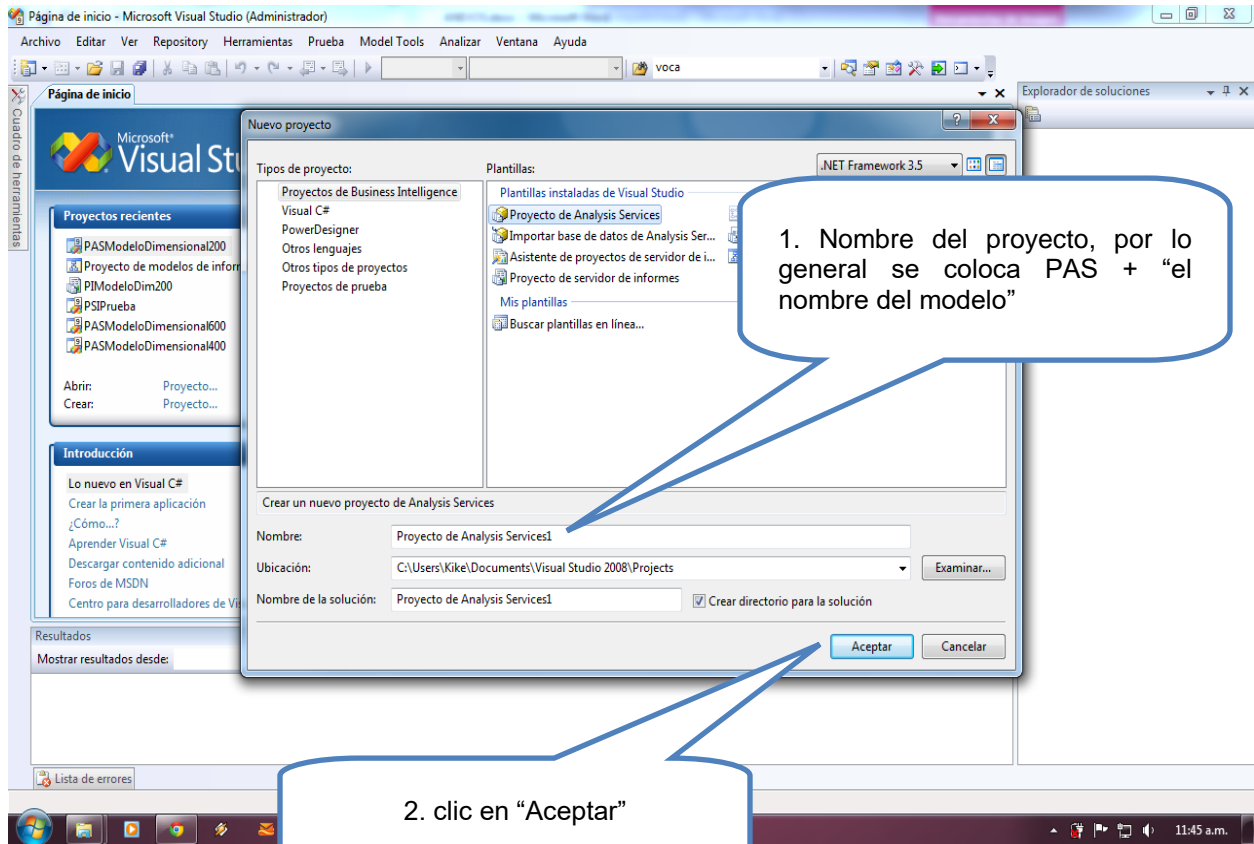 Página de inicio - Microsoft Visual Studio (Administrador)
Archivo Editar Ver Repository Herramientas Prueba Model Tools Analizar Ventana Ayuda
voca
Página de inicio
Explorador de soluciones
Cuadro de herramientas
Microsoft
Visual Stu
Proyectos recientes
PASModeloDimensional200
Proyecto de modelos de inforr
PIModeloDim200
PSIPrueba
PASModeloDimensional600
PASModeloDimensional400
Abrir: Proyecto...
Crear: Proyecto...
Introducción
Lo nuevo en Visual C#
Crear la primera aplicación
¿Cómo...?
Aprender Visual C#
Descargar contenido adicional
Foros de MSDN
Centro para desarrolladores de Vi
Nuevo proyecto
Tipos de proyecto:
Plantillas:
.NET Framework 3.5
Proyectos de Business Intelligence
Visual C#
PowerDesigner
Otros lenguajes
Otros tipos de proyectos
Proyectos de prueba
Plantillas instaladas de Visual Studio
Proyecto de Analysis Services
Importar base de datos de Analysis Ser...
Asistente de proyectos de servidor de i...
Proyecto de servidor de informes
Mis plantillas
Buscar plantillas en línea...
1. Nombre del proyecto, por lo
general se coloca PAS + “el
nombre del modelo”
Crear un nuevo proyecto de Analysis Services
Nombre: Proyecto de Analysis Services1
Ubicación: C:\Users\Kike\Documents\Visual Studio 2008\Projects Examinar...
Nombre de la solución: Proyecto de Analysis Services1 Crear directorio para la solución
Aceptar Cancelar
Resultados
Mostrar resultados desde:
Lista de errores
2. clic en “Aceptar”
11:45 a.m.